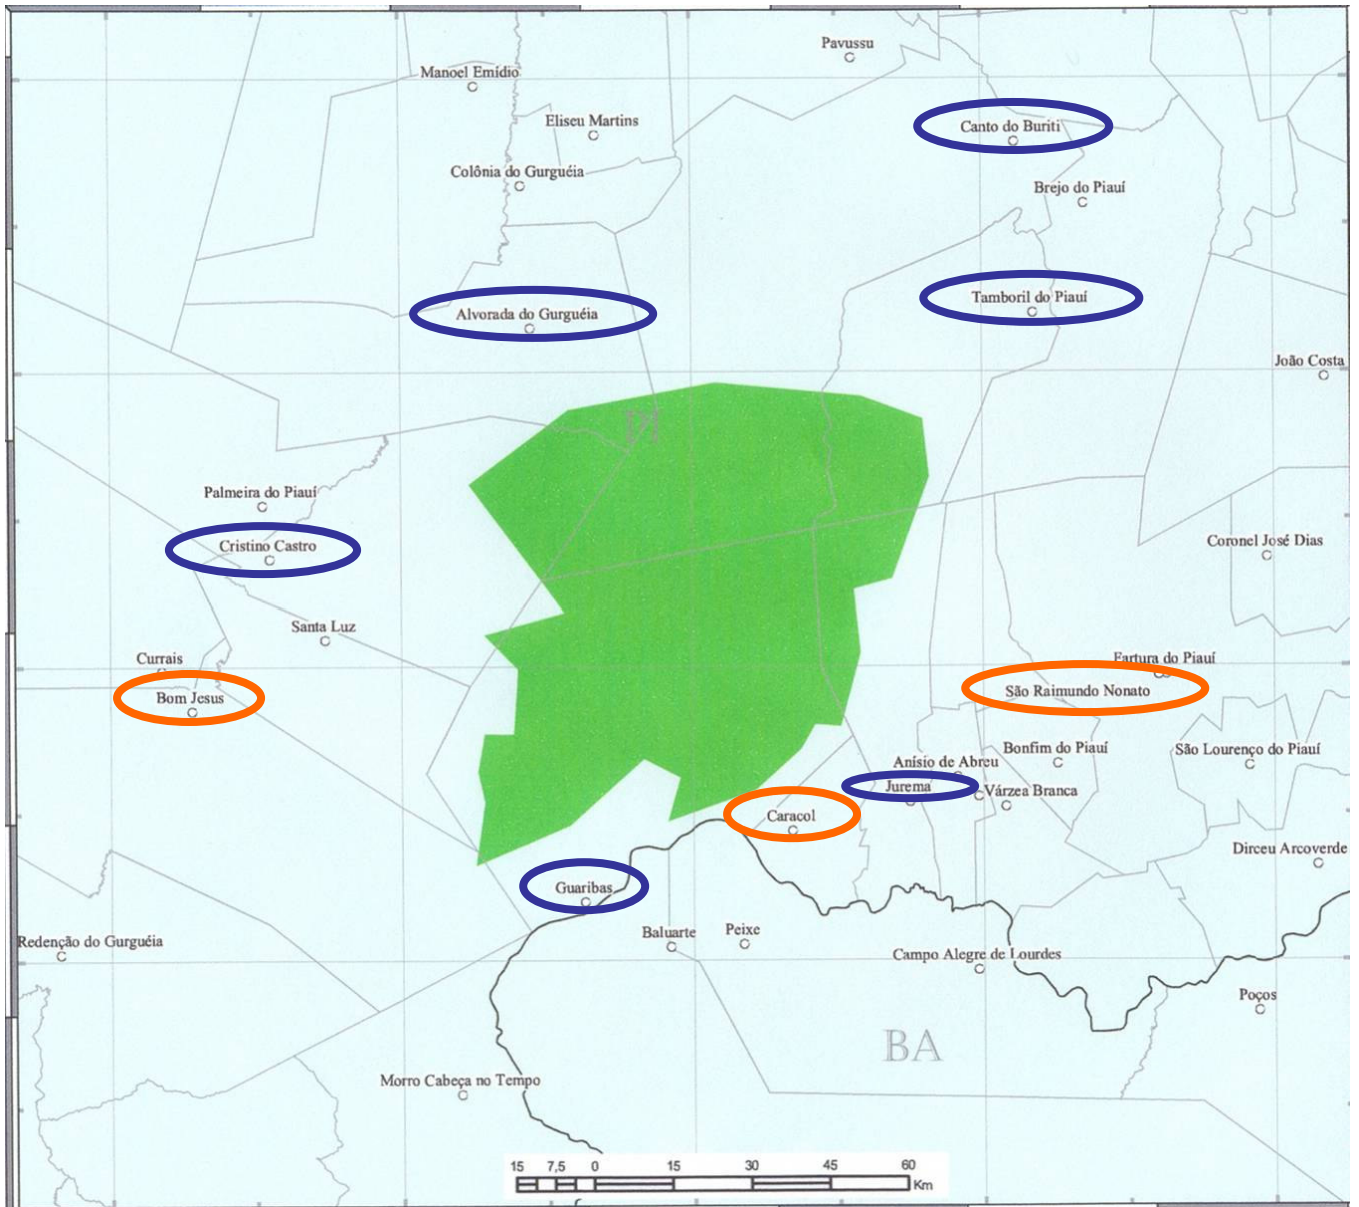 Pavussu
Manoel Emídio
Eliseu Martins
Canto do Buriti
Colônia do Gurguéia
Brejo do Piauí
Tamboril do Piauí
Alvorada do Gurguéia
João Costa
PI
Palmeira do Piauí
Cristino Castro
Coronel José Dias
Santa Luz
Currais
Fartura do Piauí
Bom Jesus
São Raimundo Nonato
Bonfim do Piauí
São Lourenço do Piauí
Anísio de Abreu
Jurema
Várzea Branca
Caracol
Dirceu Arcoverde
Guaribas
Baluarte
Peixe
Redenção do Gurguéia
Campo Alegre de Lourdes
Poços
BA
Morro Cabeça no Tempo
15 7,5 0 15 30 45 60
Km